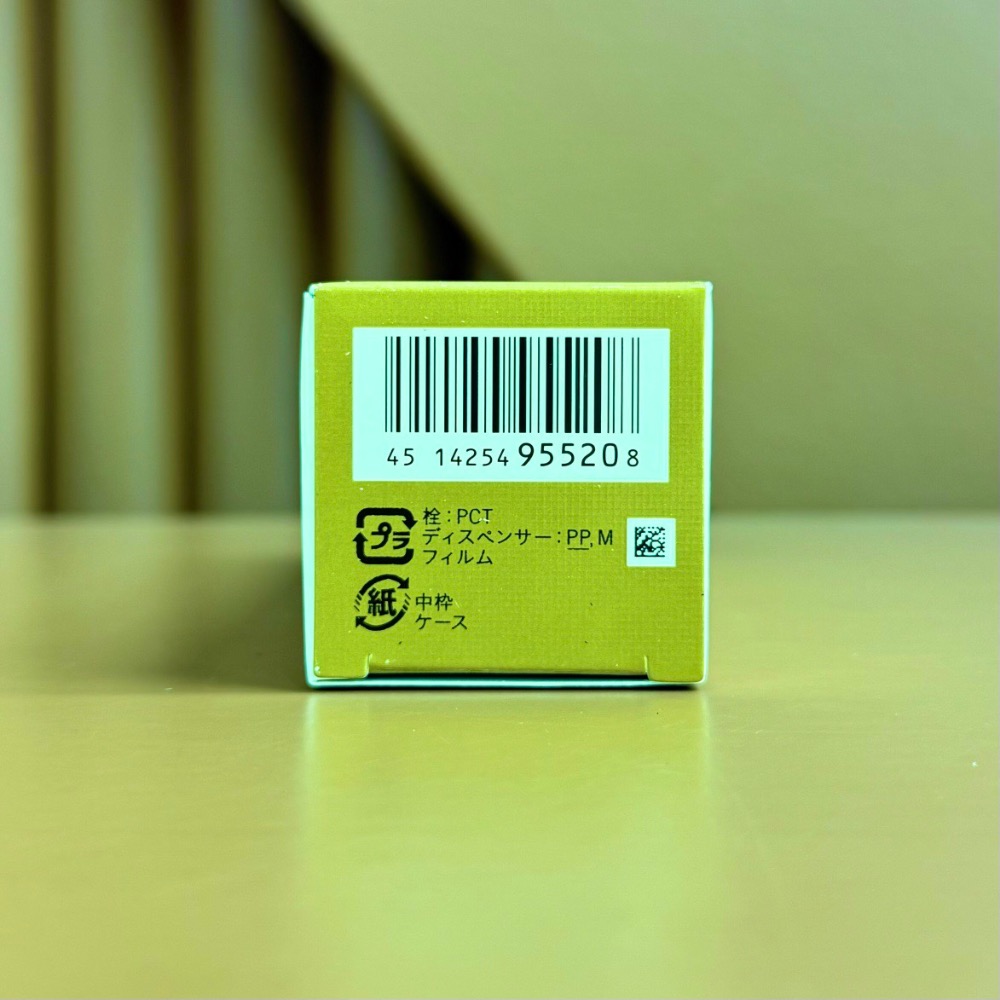 45 14254 95520 8
プラ
栓:PCT
ディスペンサー:PP, M
フィルム
紙
中枠
ケース